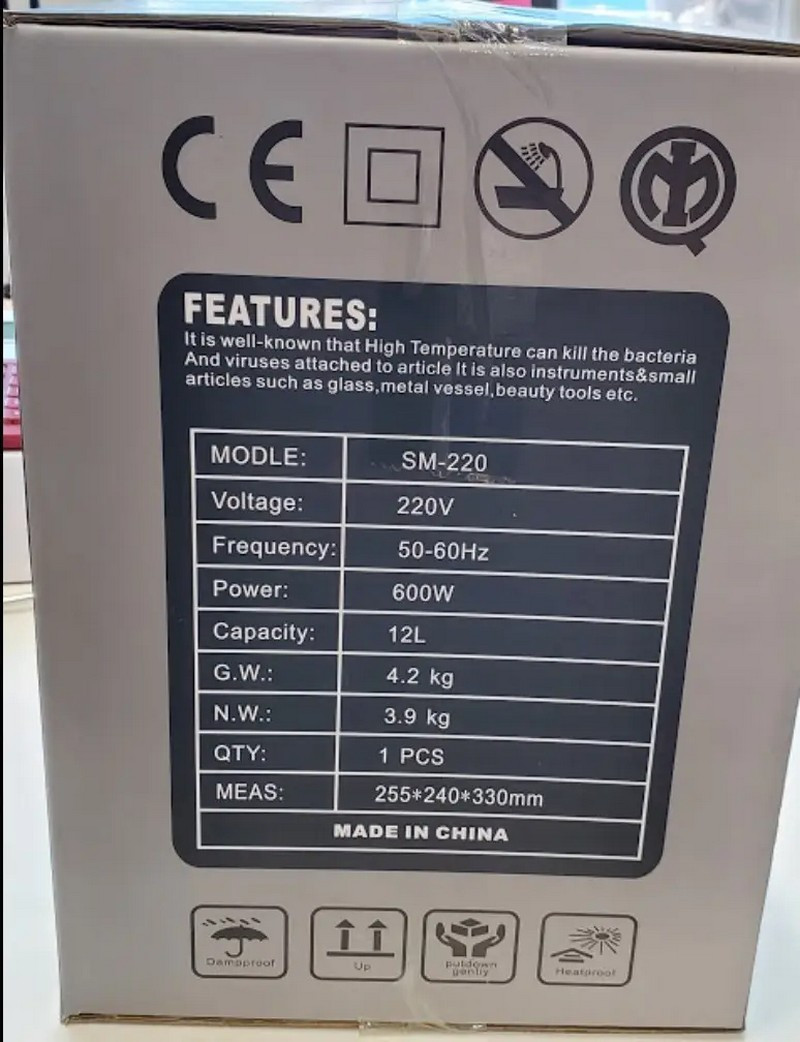 CE
FEATURES:
It is well-known that High Temperature can kill the bacteria
And viruses attached to article It is also instruments&small
articles such as glass,metal vessel,beauty tools etc.
MODLE: SM-220
Voltage: 220V
Frequency: 50-60Hz
Power: 600W
Capacity: 12L
G.W.: 4.2 kg
N.W.: 3.9 kg
QTY: 1 PCS
MEAS: 255*240*330mm
MADE IN CHINA
Dampproof
Up
putdown
gently
Heatproof